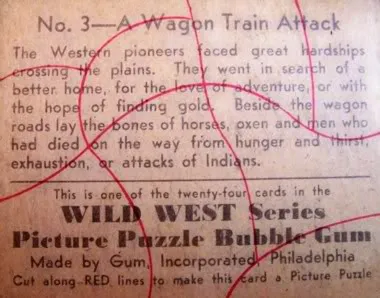 No. 3—A Wagon Train Attack
The Western pioneers faced great hardships
crossing the plains. They went in search of a
better home, for the love of adventure, or with
the hope of finding gold. Beside the wagon
roads lay the bones of horses, oxen and men who
had died on the way from hunger and thirst,
exhaustion, or attacks of Indians.
This is one of the twenty-four cards in the
WILD WEST Series
Picture Puzzle Bubble Gum
Made by Gum, Incorporated, Philadelphia
Cut along RED lines to make this card a Picture Puzzle